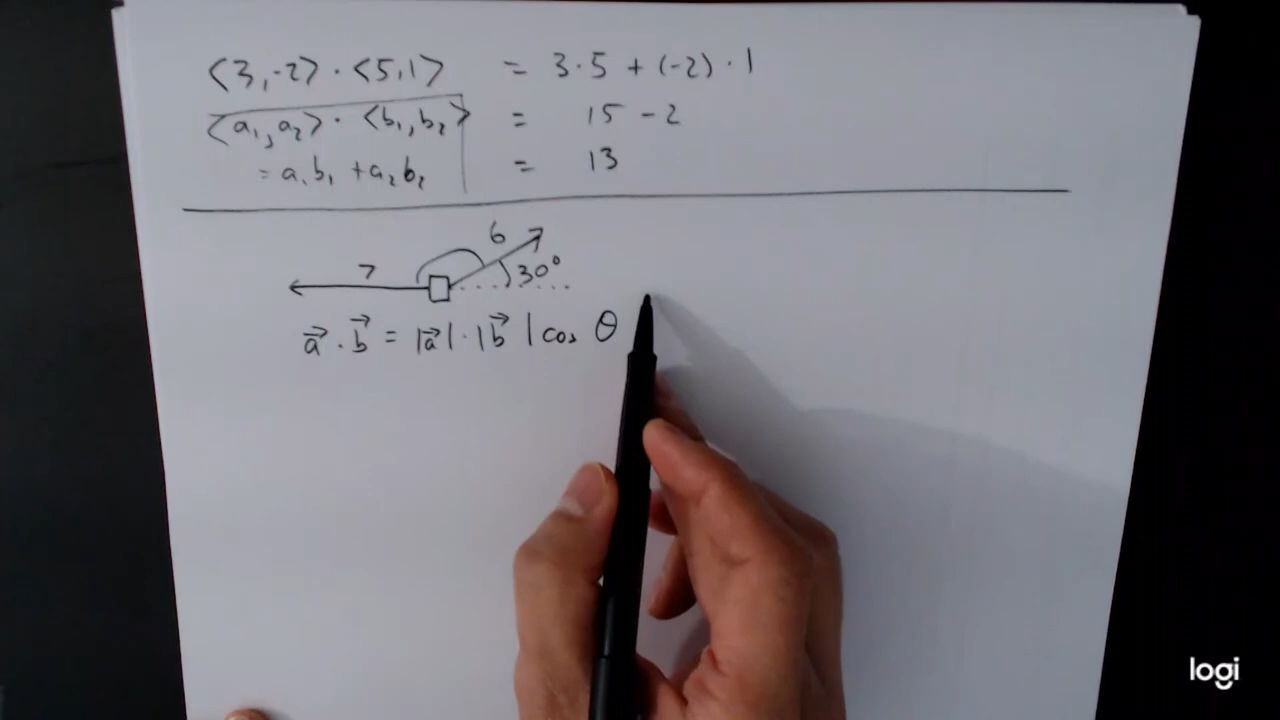 <3,-2> · <5,1> = 3·5 + (-2)·1
<a₁,a₂> · <b₁,b₂> = 15 - 2
= a₁b₁ + a₂b₂ = 13
6
7 30°
a⃗ · b⃗ = |a⃗|·|b⃗| cos θ
logi